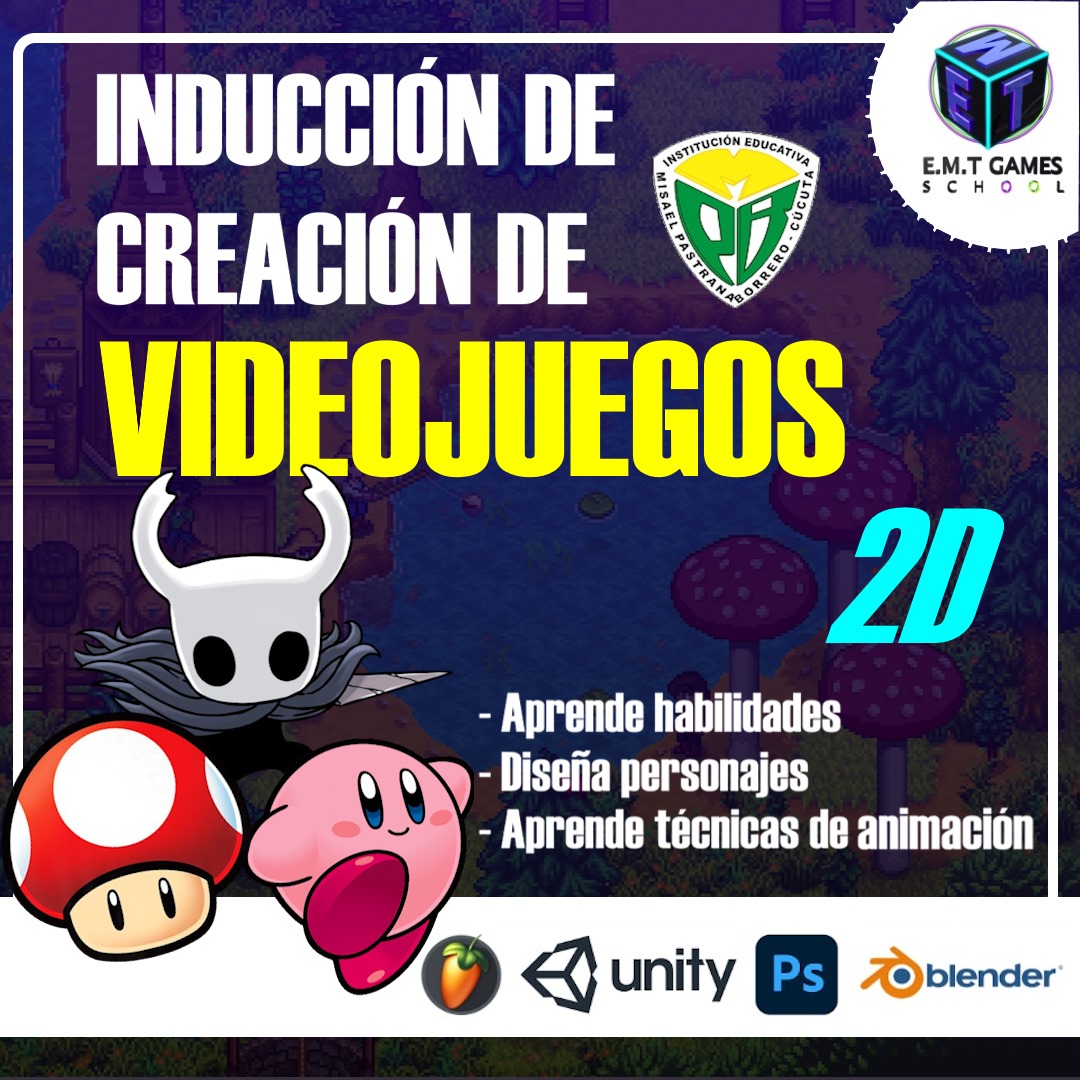 INDUCCIÓN DE
CREACIÓN DE
VIDEOJUEGOS
2D
INSTITUCIÓN EDUCATIVA
MISAEL PASTRANA BORRERO - CÚCUTA
PB
E M T
E.M.T GAMES
SCHOOL
- Aprende habilidades
- Diseña personajes
- Aprende técnicas de animación
unity
Ps
blender